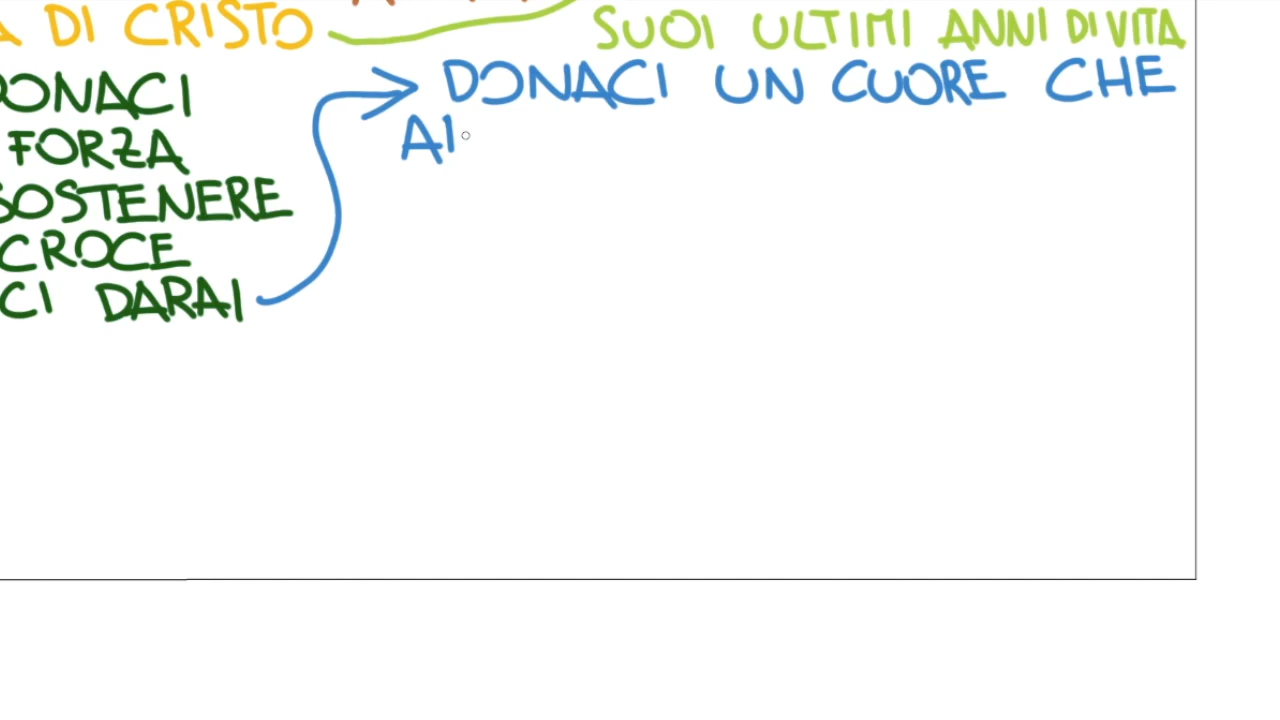 DI CRISTO
SUOI ULTIMI ANNI DI VITA
DONACI
FORZA
SOSTENERE
CROCE
CI DARAI
DONACI UN CUORE CHE
AI